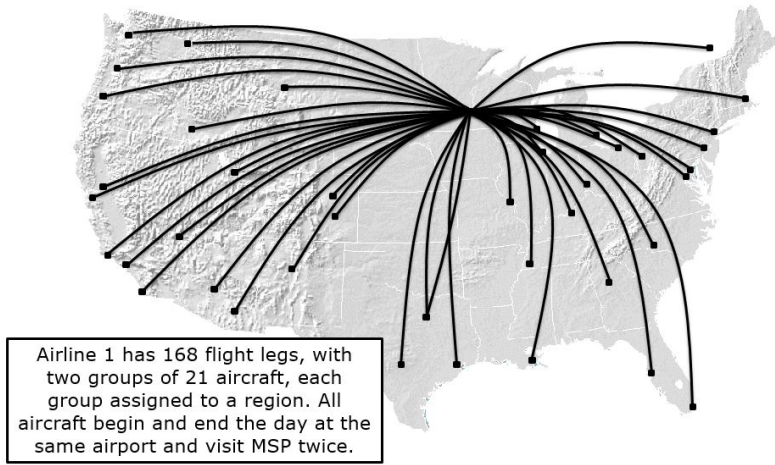 Airline 1 has 168 flight legs, with
two groups of 21 aircraft, each
group assigned to a region. All
aircraft begin and end the day at the
same airport and visit MSP twice.